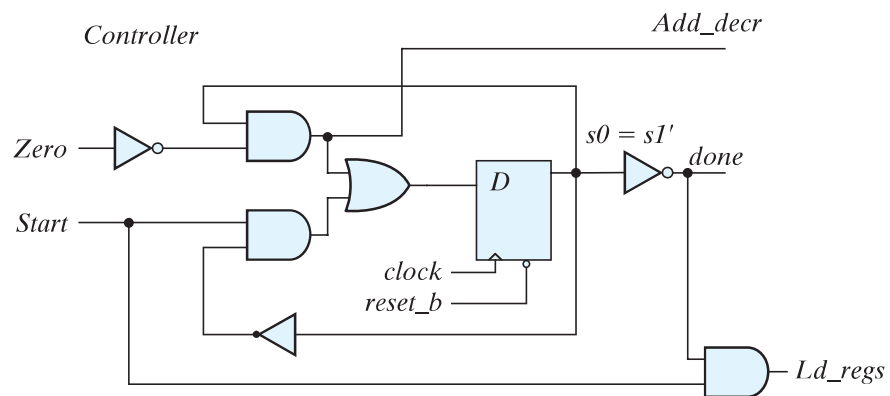 Controller
Add_decr
s0 = s1'
Zero
done
D
Start
clock
reset_b
Ld_regs